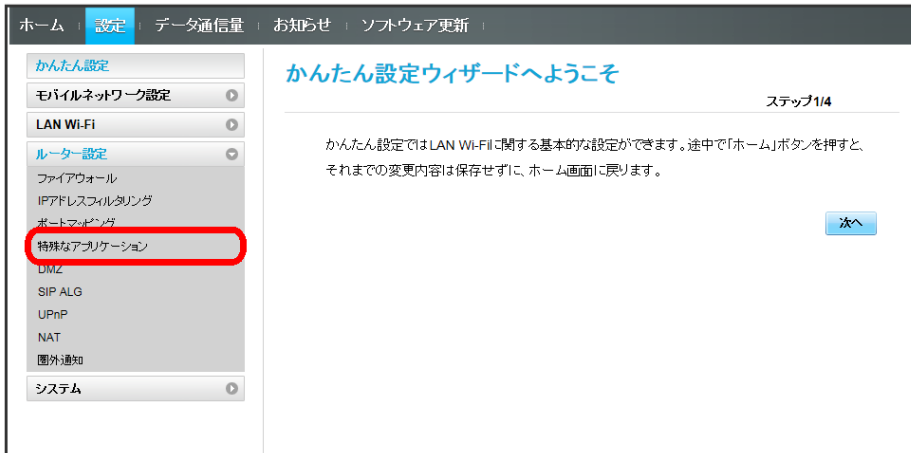 ホーム 設定 データ通信量 お知らせ ソフトウェア更新
かんたん設定
モバイルネットワーク設定
LAN Wi-Fi
ルーター設定
ファイアウォール
IPアドレスフィルタリング
ポートマッピング
特殊なアプリケーション
DMZ
SIP ALG
UPnP
NAT
圏外通知
システム
かんたん設定ウィザードへようこそ
ステップ1/4
かんたん設定ではLAN Wi-Fiに関する基本的な設定ができます。途中で「ホーム」ボタンを押すと、
それまでの変更内容は保存せずに、ホーム画面に戻ります。
次へ